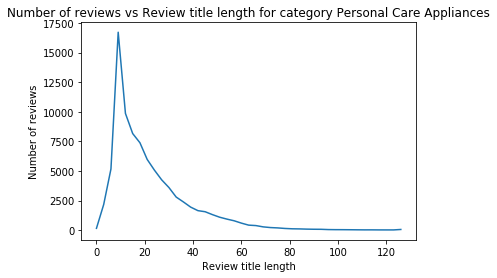 Number of reviews vs Review title length for category Personal Care Appliances
17500
15000
12500
10000
7500
5000
2500
0
Number of reviews
0 20 40 60 80 100 120
Review title length